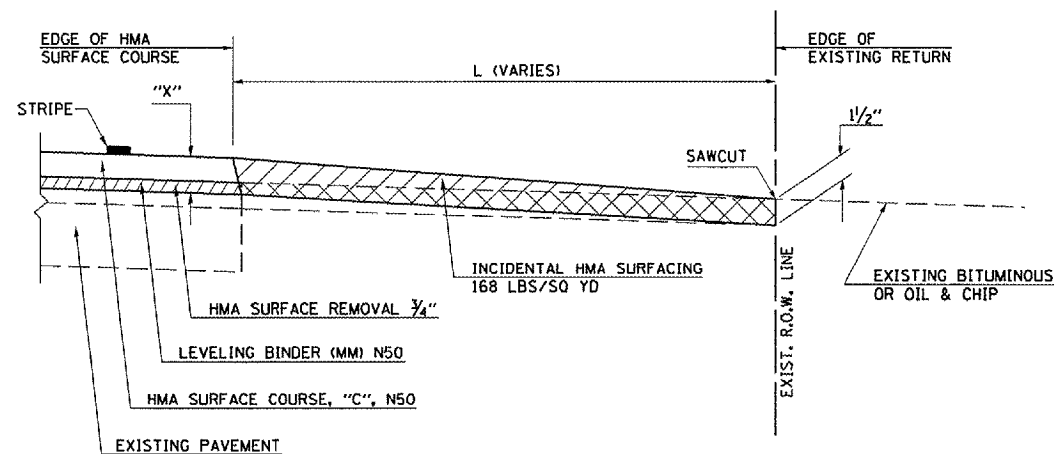 EDGE OF HMA
SURFACE COURSE
EDGE OF
EXISTING RETURN
L (VARIES)
"X"
STRIPE
1 1/2"
SAWCUT
INCIDENTAL HMA SURFACING
168 LBS/SQ YD
EXISTING BITUMINOUS
OR OIL & CHIP
EXIST. R.O.W. LINE
HMA SURFACE REMOVAL 3/4"
LEVELING BINDER (MM) N50
HMA SURFACE COURSE, "C", N50
EXISTING PAVEMENT